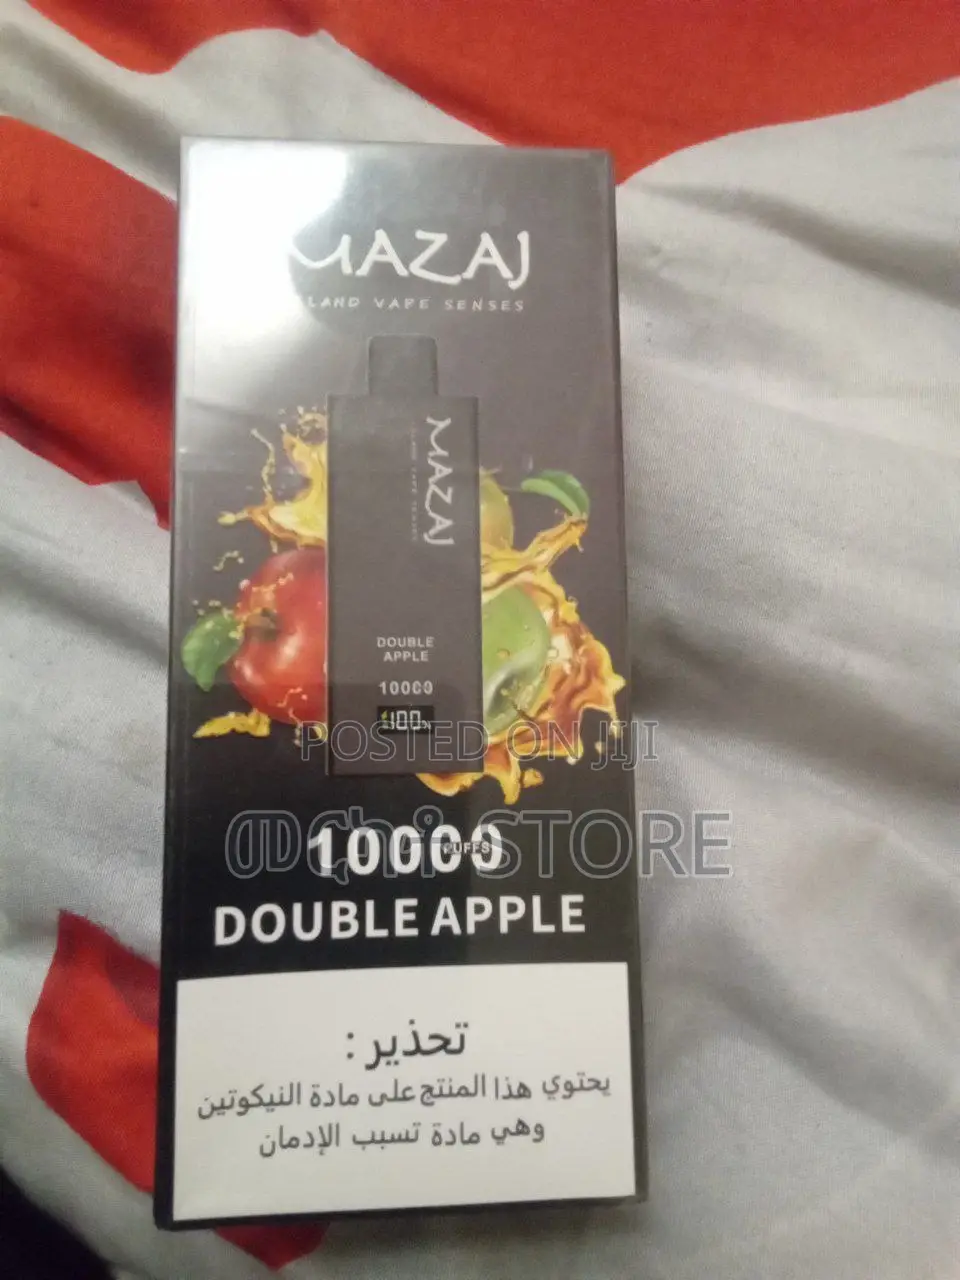 MAZAJ
LAND VAPE SENSES
MAZAJ
DOUBLE
APPLE
10000
100%
POSTED ON JIJI
STORE
10000
PUFFS
DOUBLE APPLE
تحذير :
يحتوي هذا المنتج على مادة النيكوتين
وهي مادة تسبب الإدمان